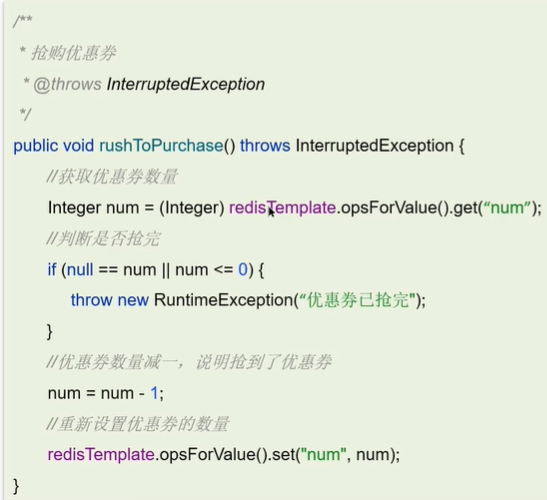 /**
* 抢购优惠券
* @throws InterruptedException
*/
public void rushToPurchase() throws InterruptedException {
//获取优惠券数量
Integer num = (Integer) redisTemplate.opsForValue().get(“num”);
//判断是否抢完
if (null == num || num <= 0) {
throw new RuntimeException(“优惠券已抢完");
}
//优惠券数量减一，说明抢到了优惠券
num = num - 1;
//重新设置优惠券的数量
redisTemplate.opsForValue().set("num", num);
}